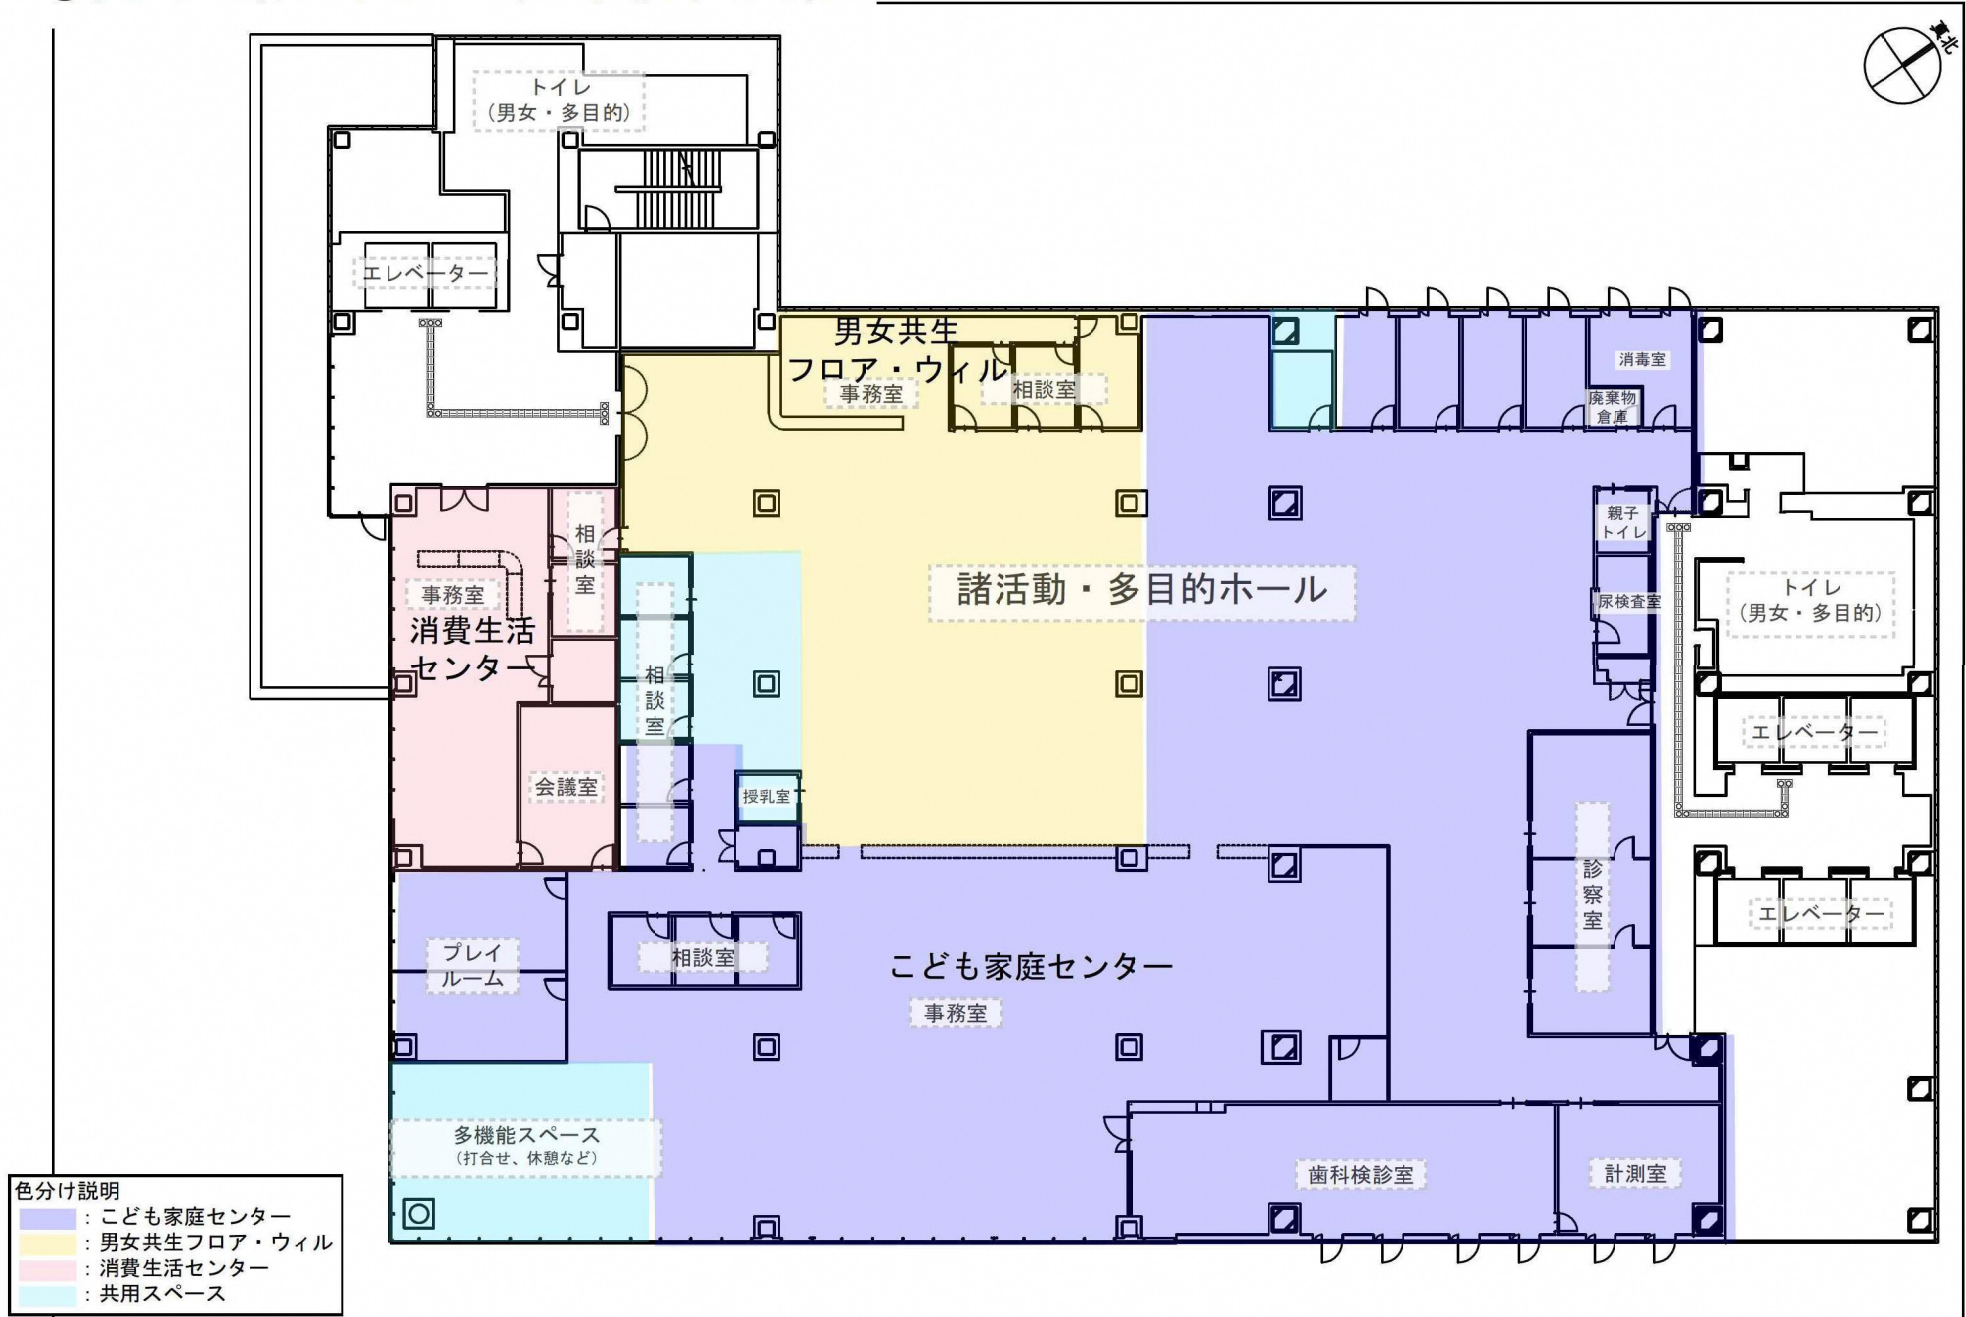 真北
トイレ
（男女・多目的）
エレベーター
男女共生
フロア・ウィル
事務室
相談室
消毒室
廃棄物
倉庫
相談室
親子
トイレ
諸活動・多目的ホール
事務室
消費生活
センター
尿検査室
トイレ
（男女・多目的）
相談室
エレベーター
会議室
授乳室
診察室
エレベーター
プレイ
ルーム
相談室
こども家庭センター
事務室
多機能スペース
（打合せ、休憩など）
歯科検診室
計測室
色分け説明
：こども家庭センター
：男女共生フロア・ウィル
：消費生活センター
：共用スペース